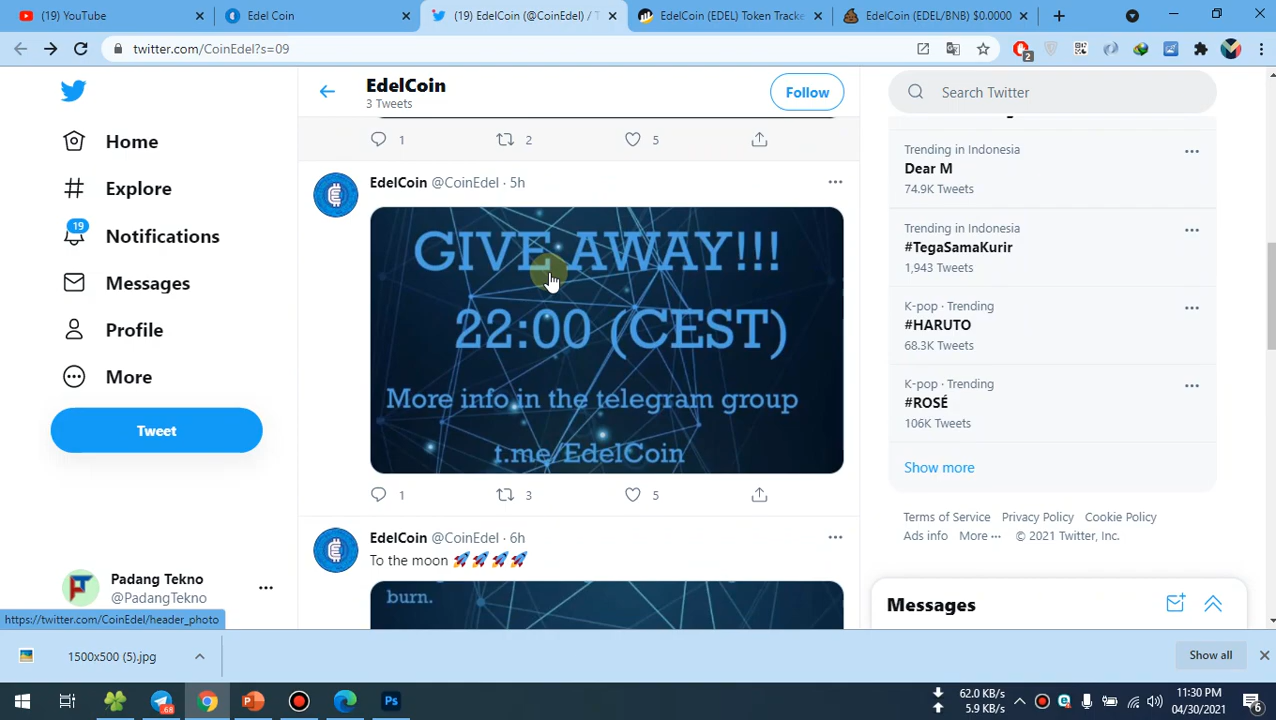 (19) YouTube
Edel Coin
(19) EdelCoin (@CoinEdel) / T
EdelCoin (EDEL) Token Tracke
EdelCoin (EDEL/BNB) $0.0000
twitter.com/CoinEdel?s=09
2
EdelCoin
3 Tweets
Follow
Search Twitter
Home
Explore
19
Notifications
Messages
Profile
More
Tweet
Padang Tekno
@PadangTekno
1 2 5
EdelCoin @CoinEdel · 5h
GIVE AWAY!!!
22:00 (CEST)
More info in the telegram group
t.me/EdelCoin
1 3 5
EdelCoin @CoinEdel · 6h
To the moon 🚀🚀🚀🚀
burn.
Trending in Indonesia
Dear M
74.9K Tweets
Trending in Indonesia
#TegaSamaKurir
1,943 Tweets
K-pop · Trending
#HARUTO
68.3K Tweets
K-pop · Trending
#ROSÉ
106K Tweets
Show more
Terms of Service Privacy Policy Cookie Policy
Ads info More ··· © 2021 Twitter, Inc.
Messages
https://twitter.com/CoinEdel/header_photo
1500x500 (5).jpg
Show all
68
62.0 KB/s
5.9 KB/s
11:30 PM
04/30/2021
6